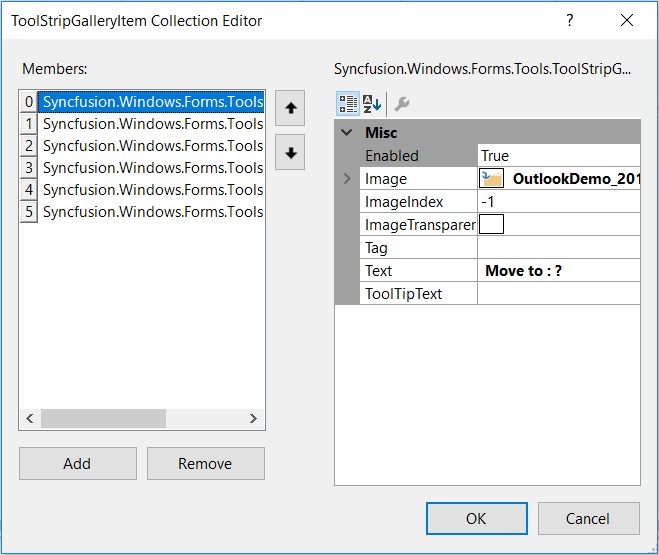 ToolStripGalleryItem Collection Editor
Members:
Syncfusion.Windows.Forms.Tools.ToolStripG...
0 Syncfusion.Windows.Forms.Tools
1 Syncfusion.Windows.Forms.Tools
2 Syncfusion.Windows.Forms.Tools
3 Syncfusion.Windows.Forms.Tools
4 Syncfusion.Windows.Forms.Tools
5 Syncfusion.Windows.Forms.Tools
Misc
Enabled True
Image OutlookDemo_201
ImageIndex -1
ImageTransparer
Tag
Text Move to : ?
ToolTipText
Add Remove
OK Cancel